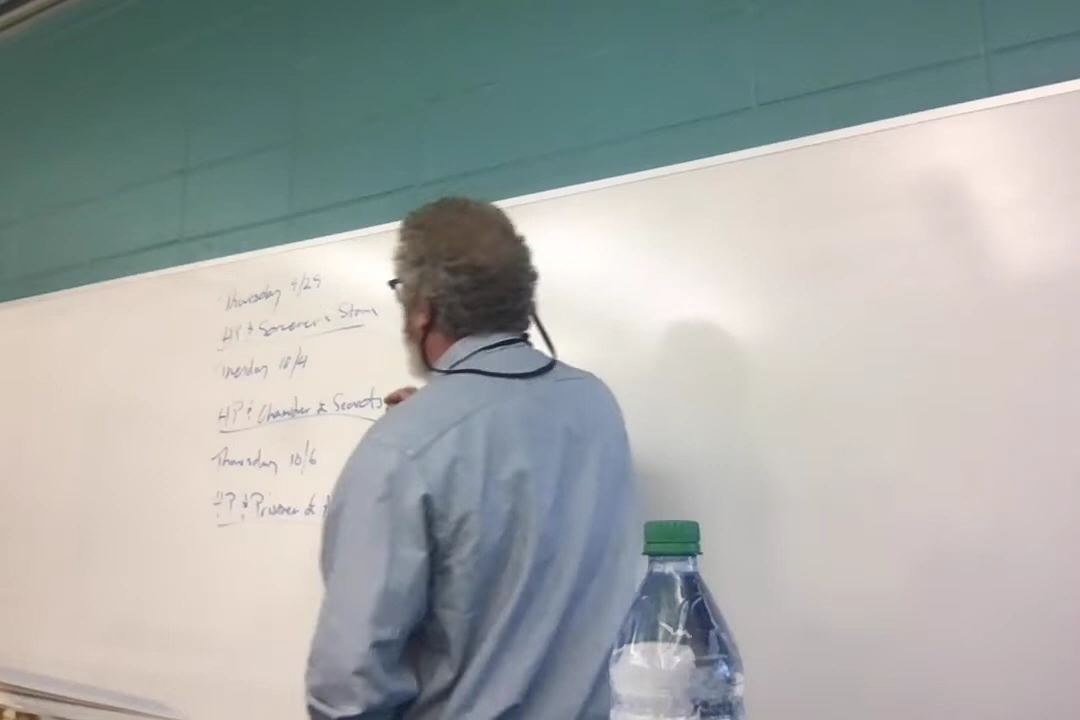 Thursday 9/29
HP & Sorcerer's Stone
Tuesday 10/4
HP & Chamber of Secrets
Thursday 10/6
HP & Prisoner of